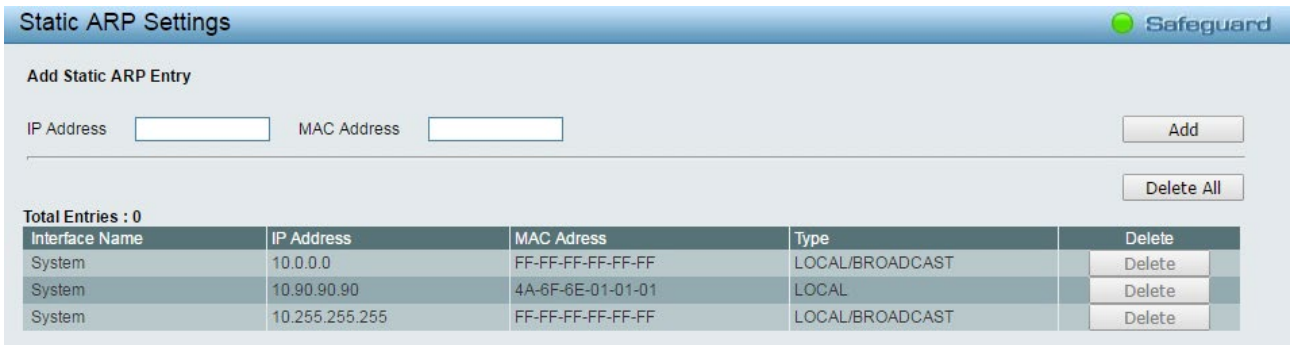 Static ARP Settings Safeguard
Add Static ARP Entry
IP Address MAC Address Add
Delete All
Total Entries : 0
Interface Name IP Address MAC Adress Type Delete
System 10.0.0.0 FF-FF-FF-FF-FF-FF LOCAL/BROADCAST Delete
System 10.90.90.90 4A-6F-6E-01-01-01 LOCAL Delete
System 10.255.255.255 FF-FF-FF-FF-FF-FF LOCAL/BROADCAST Delete